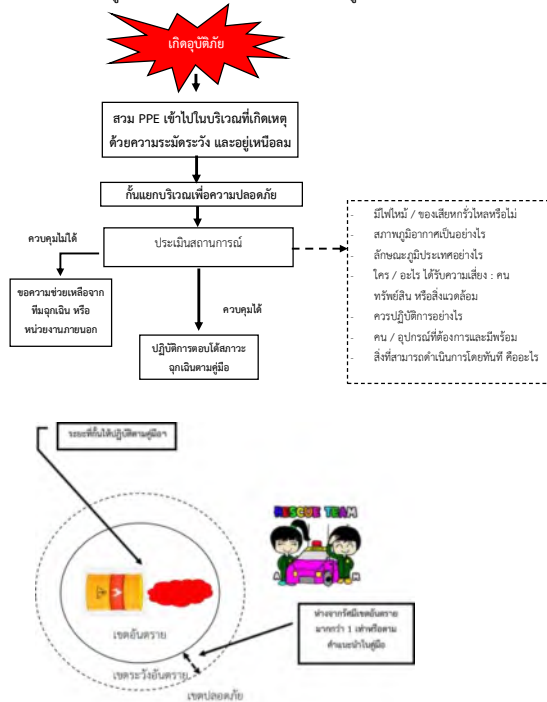 เกิดอุบัติภัย
สวม PPE เข้าไปในบริเวณที่เกิดเหตุ
ด้วยความระมัดระวัง และอยู่เหนือลม
กั้นแยกบริเวณเพื่อความปลอดภัย
ประเมินสถานการณ์
ควบคุมไม่ได้
ขอความช่วยเหลือจาก
ทีมฉุกเฉิน หรือ
หน่วยงานภายนอก
ควบคุมได้
ปฏิบัติการตอบโต้สภาวะ
ฉุกเฉินตามคู่มือ
- มีไฟไหม้ / ของเสียหกรั่วไหลหรือไม่
- สภาพภูมิอากาศเป็นอย่างไร
- ลักษณะภูมิประเทศอย่างไร
- ใคร / อะไร ได้รับความเสี่ยง : คน
ทรัพย์สิน หรือสิ่งแวดล้อม
- ควรปฏิบัติการอย่างไร
- คน / อุปกรณ์ที่ต้องการและมีพร้อม
- สิ่งที่สามารถดำเนินการโดยทันที คืออะไร
ระยะที่กั้นให้ปฏิบัติตามคู่มือฯ
RESCUE TEAM
เขตอันตราย
เขตระวังอันตราย
เขตปลอดภัย
ห่างจากรัศมีเขตอันตราย
มากกว่า 1 เท่าหรือตาม
คำแนะนำในคู่มือ